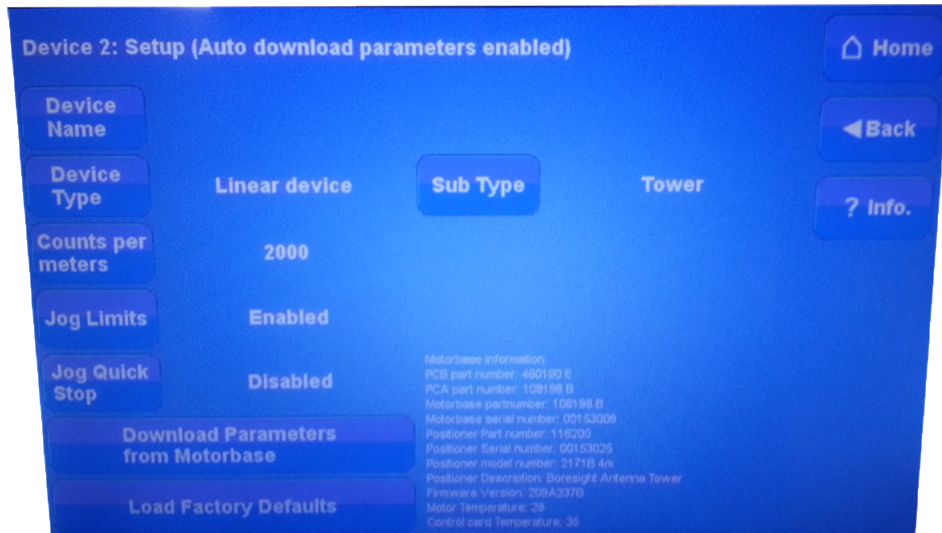 Device 2: Setup (Auto download parameters enabled)
Home
Device
Name
Back
Device
Type
Linear device
Sub Type
Tower
? Info.
Counts per
meters
2000
Jog Limits
Enabled
Jog Quick
Stop
Disabled
Download Parameters
from Motorbase
Load Factory Defaults
Motorbase information:
PCB part number: 460190 E
PCA part number: 108198 B
Motorbase partnumber: 108198 B
Motorbase serial number: 00153006
Positioner Part number: 118200
Positioner Serial number: 00153025
Positioner model number: 2171B 4m
Positioner Description: Boresight Antenna Tower
Firmware Version: 209A337B
Motor Temperature: 28
Control card Temperature: 35